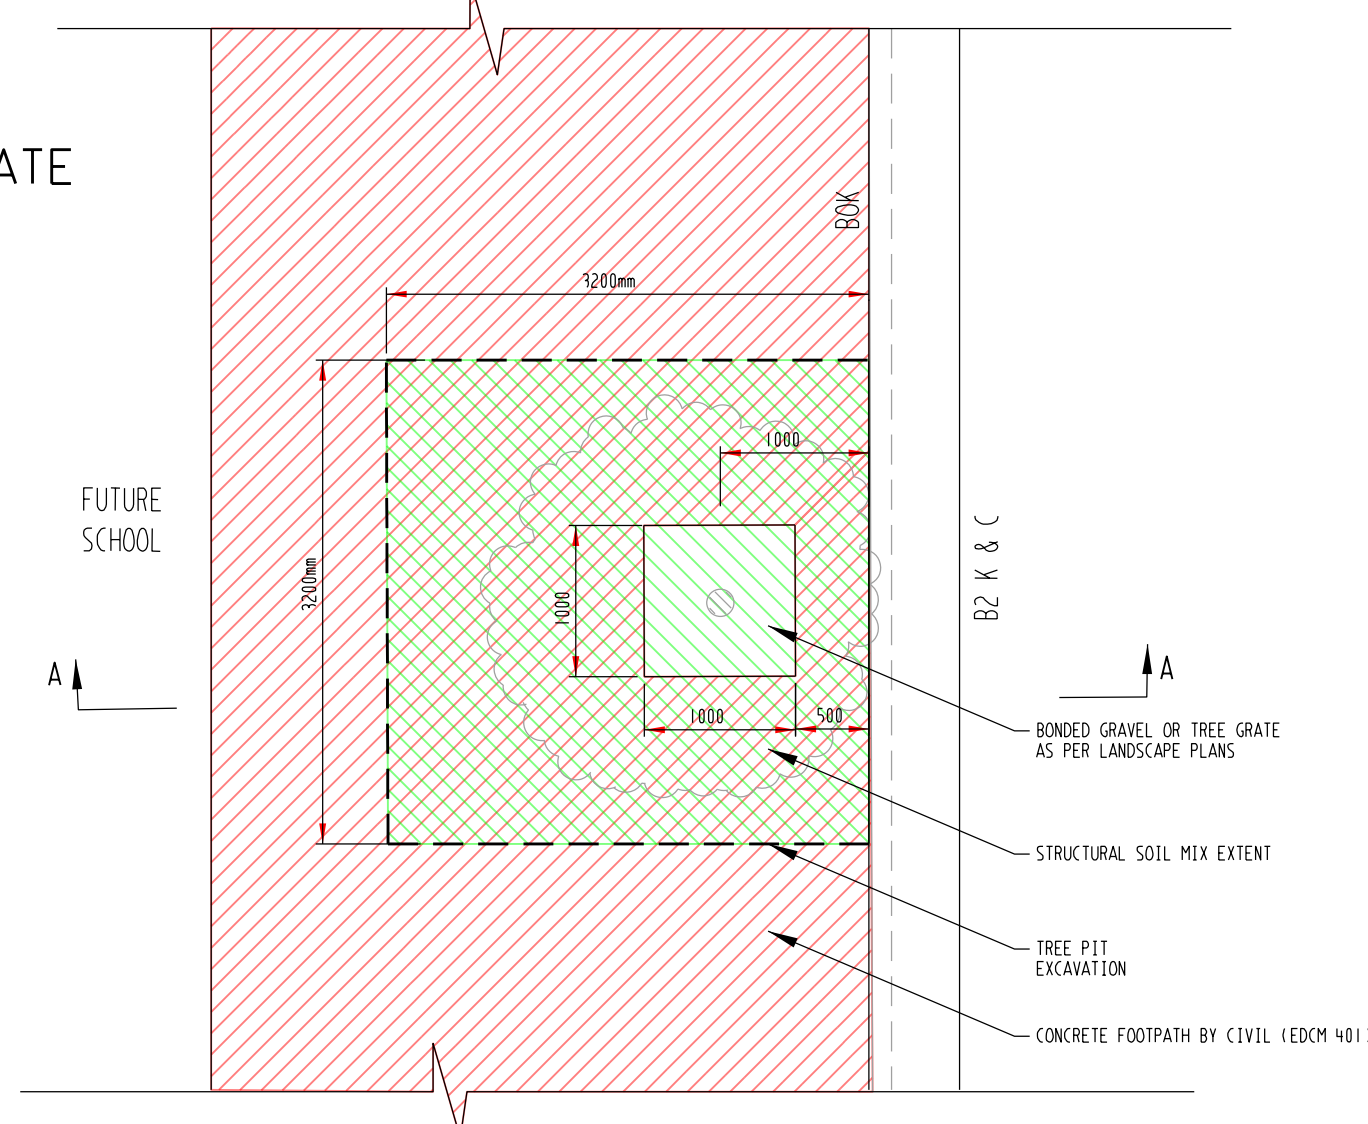 ATE
BOK
3200mm
1000
FUTURE
SCHOOL
3200mm
1000
B2 K & C
A
A
1000
500
BONDED GRAVEL OR TREE GRATE
AS PER LANDSCAPE PLANS
STRUCTURAL SOIL MIX EXTENT
TREE PIT
EXCAVATION
CONCRETE FOOTPATH BY CIVIL (EDCM 401